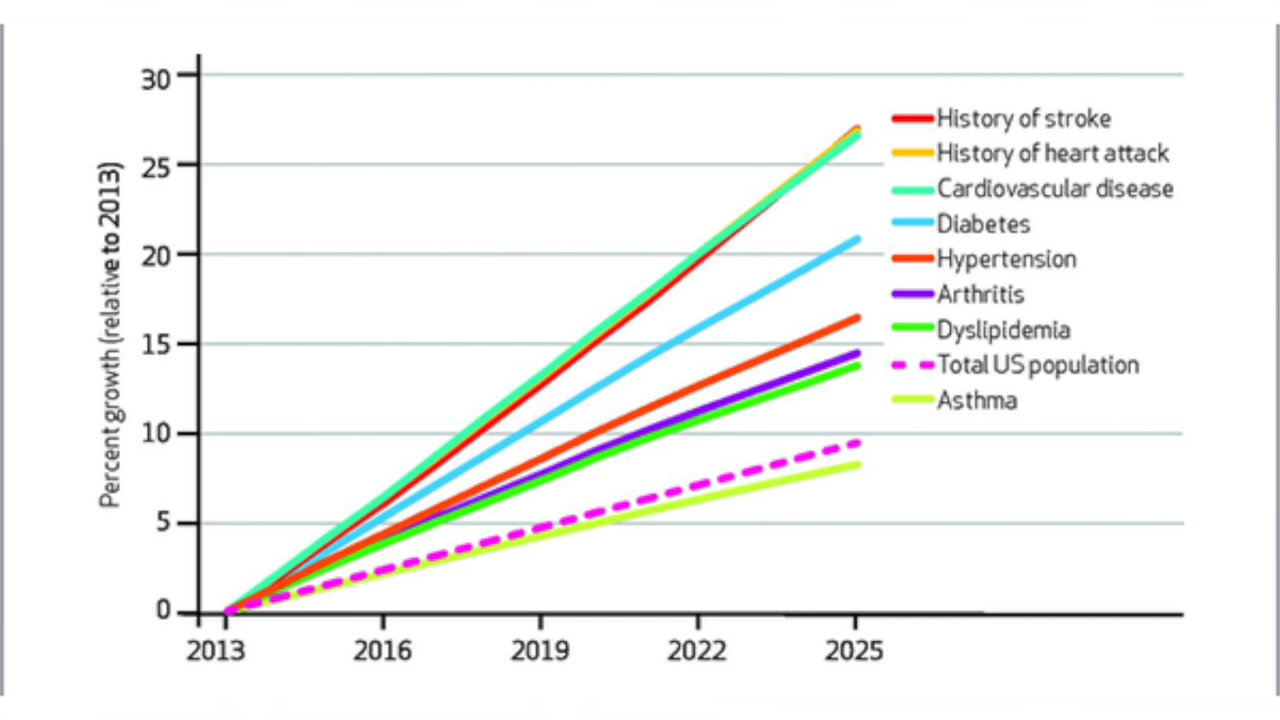 Percent growth (relative to 2013)
30
25
20
15
10
5
0
2013 2016 2019 2022 2025
History of stroke
History of heart attack
Cardiovascular disease
Diabetes
Hypertension
Arthritis
Dyslipidemia
Total US population
Asthma